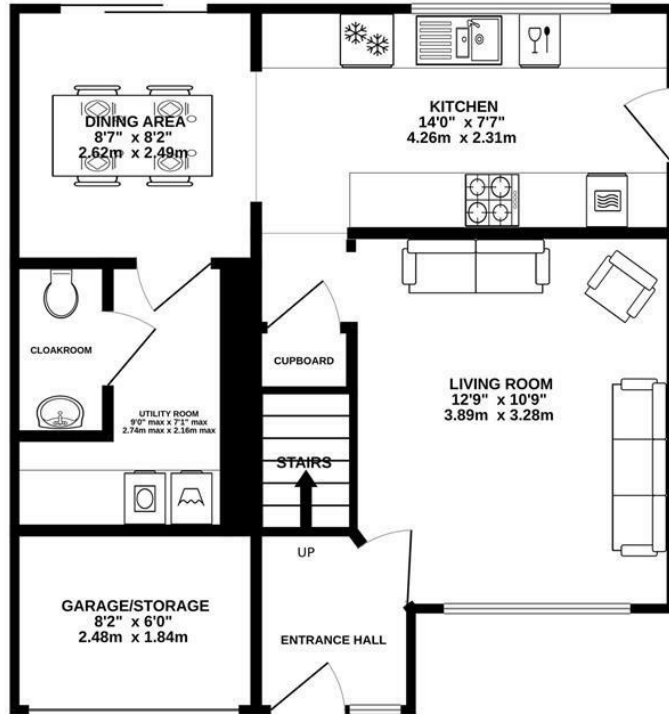 DINING AREA
8'7" x 8'2"
2.62m x 2.49m
KITCHEN
14'0" x 7'7"
4.26m x 2.31m
CLOAKROOM
CUPBOARD
LIVING ROOM
12'9" x 10'9"
3.89m x 3.28m
UTILITY ROOM
9'0" max x 7'1" max
2.74m max x 2.16m max
STAIRS
UP
GARAGE/STORAGE
8'2" x 6'0"
2.48m x 1.84m
ENTRANCE HALL